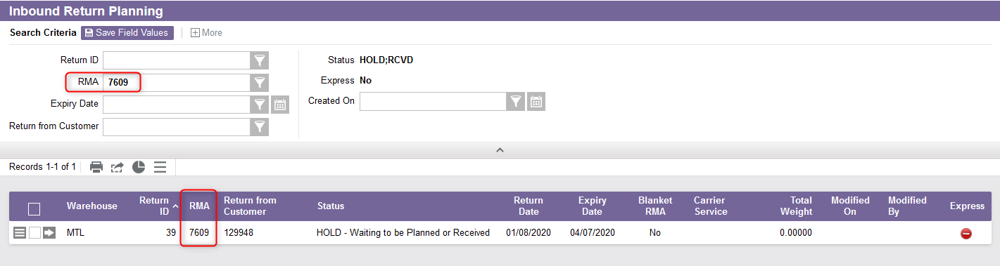 Inbound Return Planning
Search Criteria Save Field Values More
Return ID
RMA 7609
Expiry Date
Return from Customer
Status HOLD;RCVD
Express No
Created On
Records 1-1 of 1
Warehouse Return ID RMA Return from Customer Status Return Date Expiry Date Blanket RMA Carrier Service Total Weight Modified On Modified By Express
MTL 39 7609 129948 HOLD - Waiting to be Planned or Received 01/08/2020 04/07/2020 No 0.00000